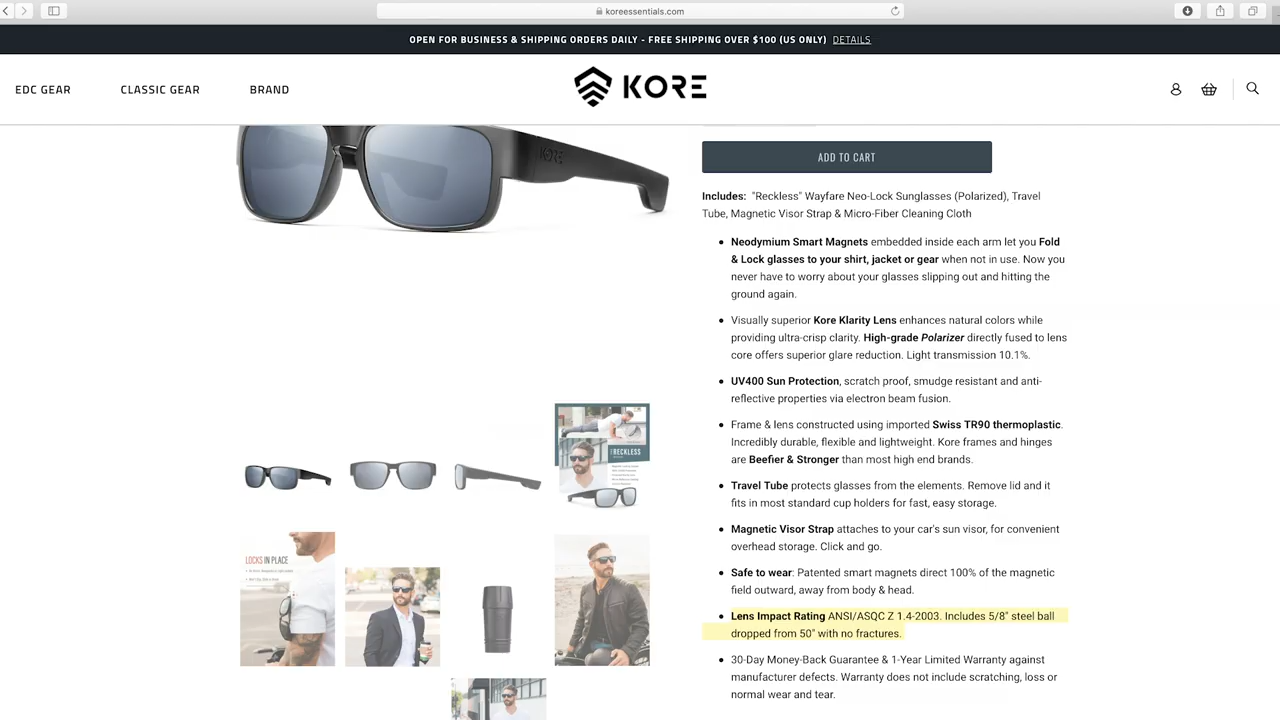 koreessentials.com
OPEN FOR BUSINESS & SHIPPING ORDERS DAILY - FREE SHIPPING OVER $100 (US ONLY) DETAILS
EDC GEAR CLASSIC GEAR BRAND
KORE
KORE
ADD TO CART
Includes: "Reckless" Wayfare Neo-Lock Sunglasses (Polarized), Travel
Tube, Magnetic Visor Strap & Micro-Fiber Cleaning Cloth
• Neodymium Smart Magnets embedded inside each arm let you Fold
& Lock glasses to your shirt, jacket or gear when not in use. Now you
never have to worry about your glasses slipping out and hitting the
ground again.
• Visually superior Kore Klarity Lens enhances natural colors while
providing ultra-crisp clarity. High-grade Polarizer directly fused to lens
core offers superior glare reduction. Light transmission 10.1%.
• UV400 Sun Protection, scratch proof, smudge resistant and anti-
reflective properties via electron beam fusion.
• Frame & lens constructed using imported Swiss TR90 thermoplastic.
Incredibly durable, flexible and lightweight. Kore frames and hinges
are Beefier & Stronger than most high end brands.
• Travel Tube protects glasses from the elements. Remove lid and it
fits in most standard cup holders for fast, easy storage.
• Magnetic Visor Strap attaches to your car's sun visor, for convenient
overhead storage. Click and go.
• Safe to wear: Patented smart magnets direct 100% of the magnetic
field outward, away from body & head.
• Lens Impact Rating ANSI/ASQC Z 1.4-2003. Includes 5/8" steel ball
dropped from 50" with no fractures.
• 30-Day Money-Back Guarantee & 1-Year Limited Warranty against
manufacturer defects. Warranty does not include scratching, loss or
normal wear and tear.
RECKLESS
LOCKS IN PLACE